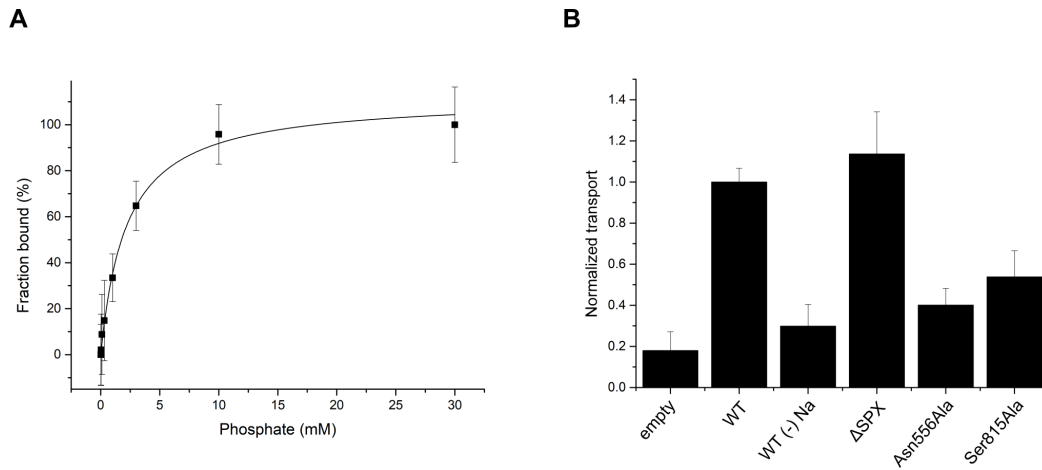 A
B
Fraction bound (%)
100
80
60
40
20
0
0
5
10
15
20
25
30
Phosphate (mM)
Normalized transport
1.4
1.2
1.0
0.8
0.6
0.4
0.2
0.0
empty
WT
WT (-) Na
ΔSPX
Asn556Ala
Ser815Ala